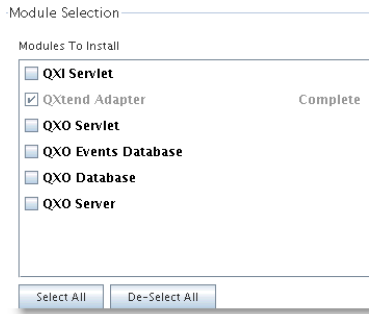 Module Selection
Modules To Install
QXI Servlet
QXtend Adapter Complete
QXO Servlet
QXO Events Database
QXO Database
QXO Server
Select All De-Select All